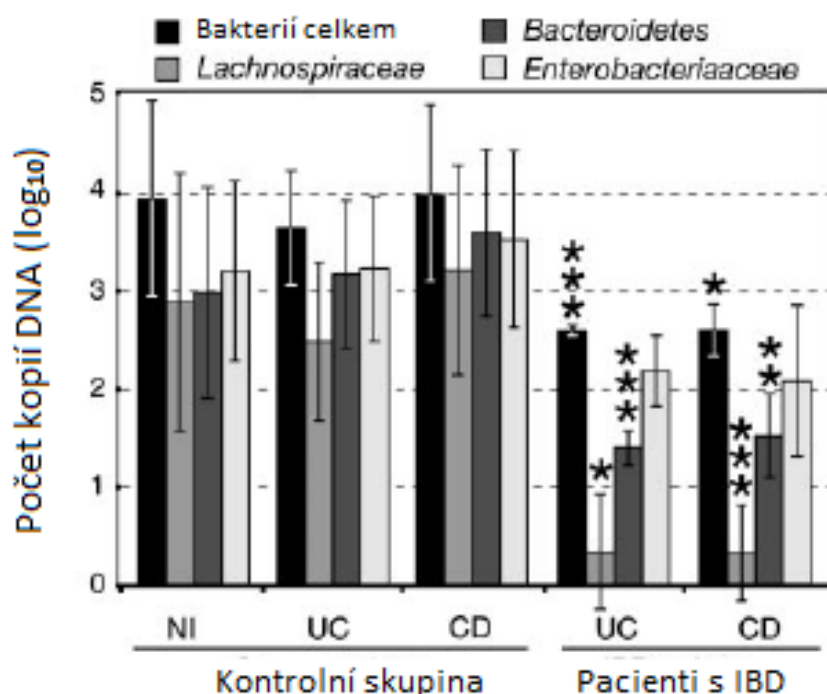 Bakterií celkem Bacteroidetes
Lachnospiraceae Enterobacteriaaceae
Počet kopií DNA (log10)
5
4
3
2
1
0
NI UC CD UC CD
Kontrolní skupina Pacienti s IBD